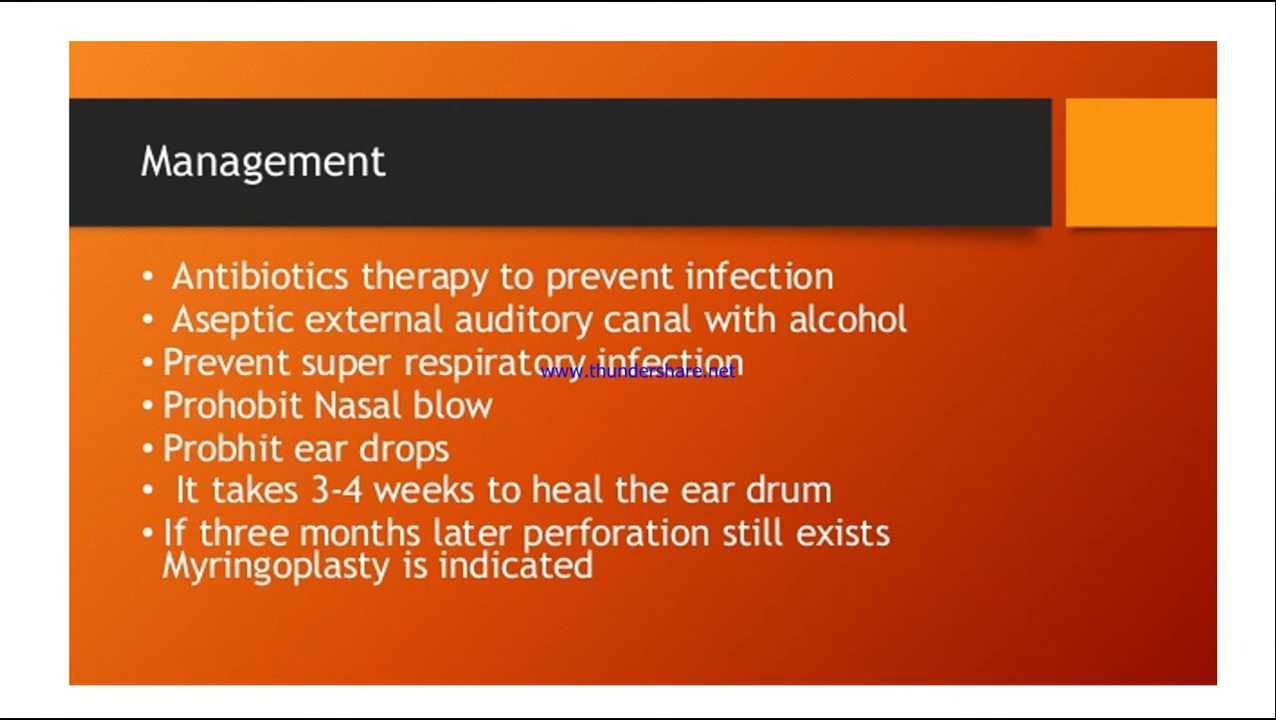 Management
• Antibiotics therapy to prevent infection
• Aseptic external auditory canal with alcohol
• Prevent super respiratory infection
www.thundershare.net
• Prohobit Nasal blow
• Probhit ear drops
• It takes 3-4 weeks to heal the ear drum
• If three months later perforation still exists
Myringoplasty is indicated